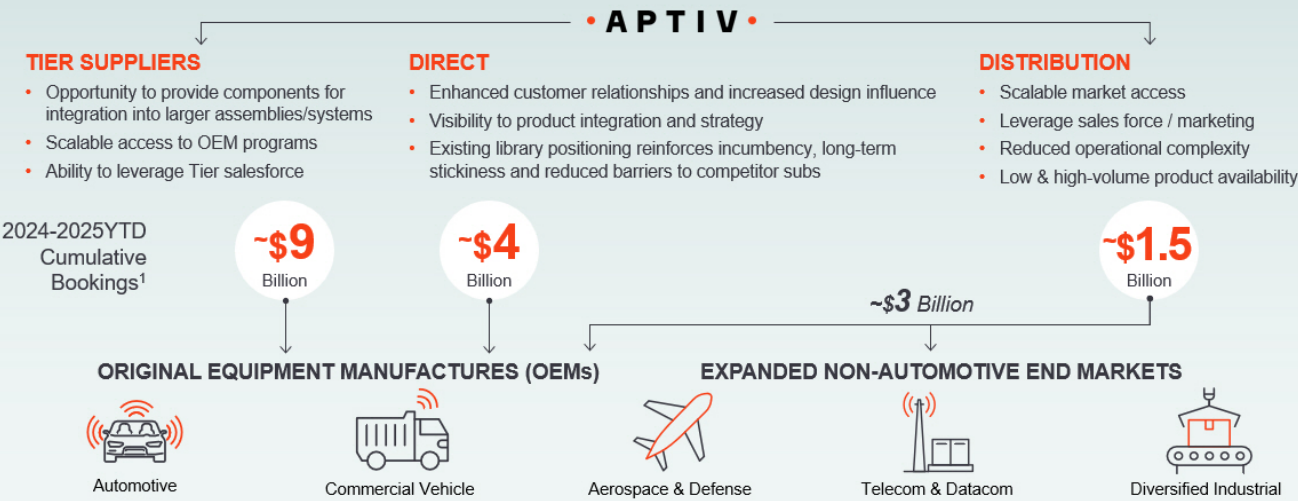 • APTIV •
TIER SUPPLIERS
• Opportunity to provide components for
integration into larger assemblies/systems
• Scalable access to OEM programs
• Ability to leverage Tier salesforce
DIRECT
• Enhanced customer relationships and increased design influence
• Visibility to product integration and strategy
• Existing library positioning reinforces incumbency, long-term
stickiness and reduced barriers to competitor subs
DISTRIBUTION
• Scalable market access
• Leverage sales force / marketing
• Reduced operational complexity
• Low & high-volume product availability
2024-2025YTD
Cumulative
Bookings¹
~$9
Billion
~$4
Billion
~$1.5
Billion
~$3 Billion
ORIGINAL EQUIPMENT MANUFACTURES (OEMs)
EXPANDED NON-AUTOMOTIVE END MARKETS
Automotive
Commercial Vehicle
Aerospace & Defense
Telecom & Datacom
Diversified Industrial